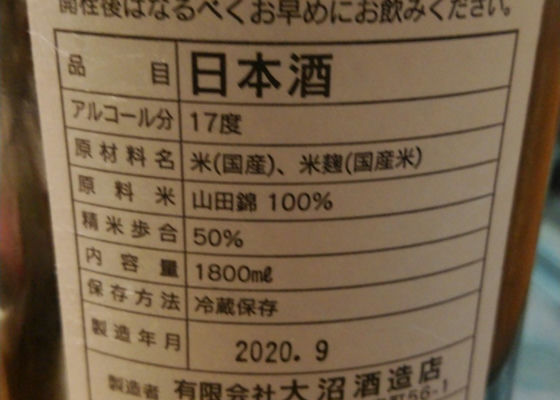 開栓後はなるべくお早めにお飲みください。
品目 日本酒
アルコール分 17度
原材料名 米(国産)、米麹(国産米)
原料米 山田錦 100%
精米歩合 50%
内容量 1800mℓ
保存方法 冷蔵保存
製造年月 2020.9
製造者 有限会社大沼酒造店
町56-1